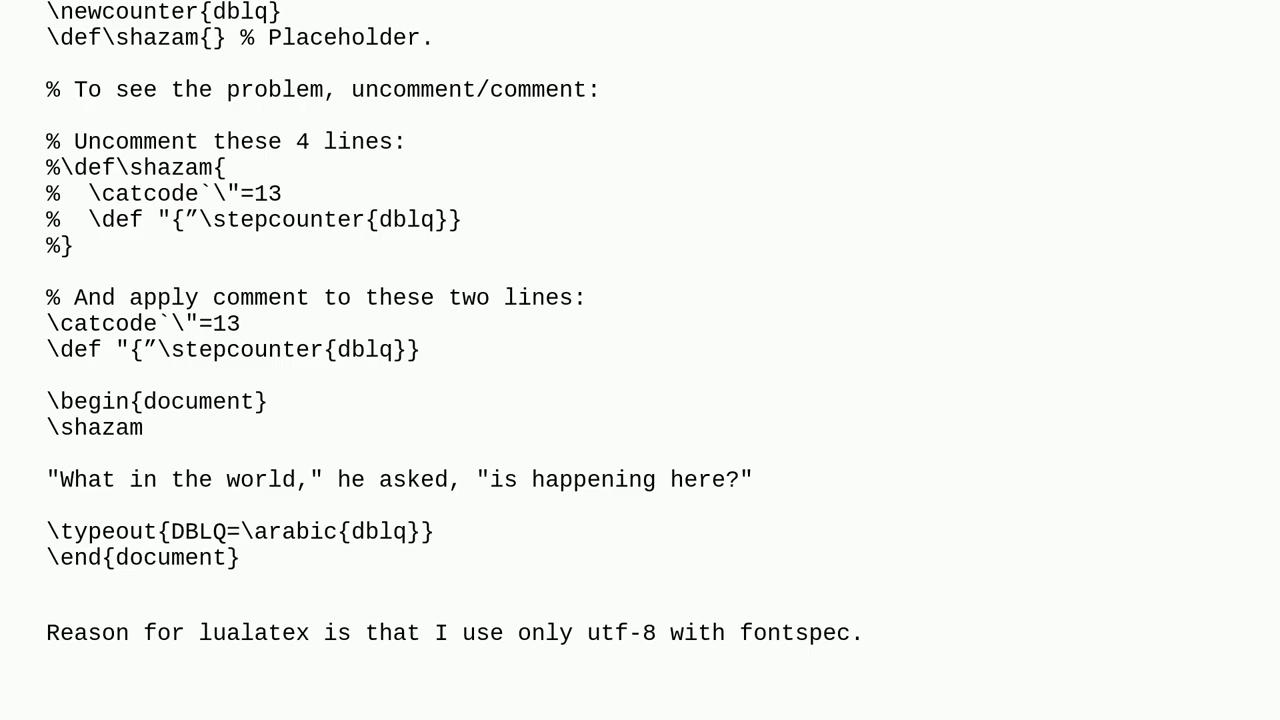 \newcounter{dblq}
\def\shazam{} % Placeholder.
% To see the problem, uncomment/comment:
% Uncomment these 4 lines:
%\def\shazam{
%  \catcode`\"=13
%  \def "{”\stepcounter{dblq}}
%}
% And apply comment to these two lines:
\catcode`\"=13
\def "{”\stepcounter{dblq}}
\begin{document}
\shazam
"What in the world," he asked, "is happening here?"
\typeout{DBLQ=\arabic{dblq}}
\end{document}
Reason for lualatex is that I use only utf-8 with fontspec.